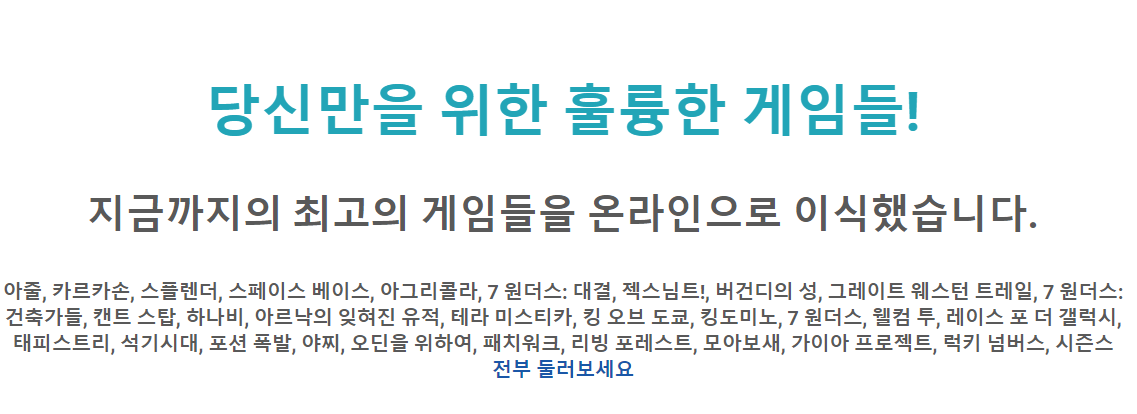 당신만을 위한 훌륭한 게임들!
지금까지의 최고의 게임들을 온라인으로 이식했습니다.
아줄, 카르카손, 스플렌더, 스페이스 베이스, 아그리콜라, 7 원더스: 대결, 젝스님트!, 버건디의 성, 그레이트 웨스턴 트레일, 7 원더스:
건축가들, 캔트 스탑, 하나비, 아르낙의 잊혀진 유적, 테라 미스티카, 킹 오브 도쿄, 킹도미노, 7 원더스, 웰컴 투, 레이스 포 더 갤럭시,
태피스트리, 석기시대, 포션 폭발, 야찌, 오딘을 위하여, 패치워크, 리빙 포레스트, 모아보새, 가이아 프로젝트, 럭키 넘버스, 시즌스
전부 둘러보세요